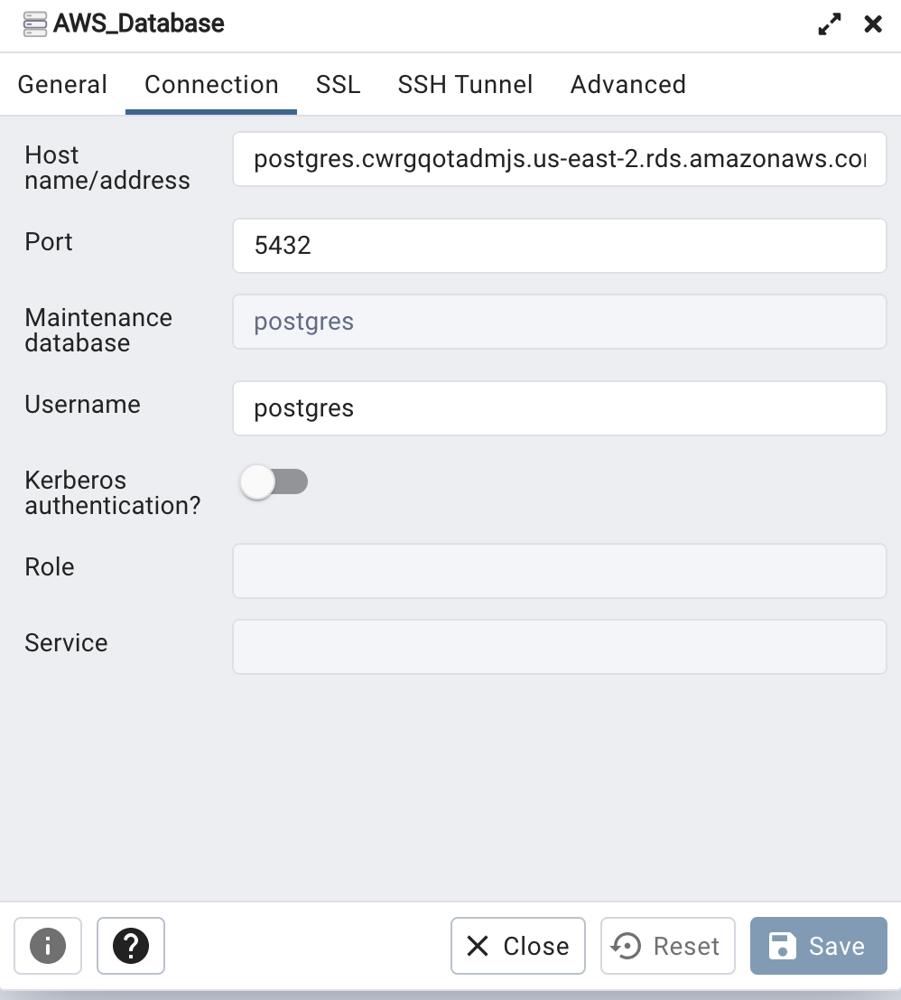 AWS_Database
General Connection SSL SSH Tunnel Advanced
Host
name/address
postgres.cwrgqotadmjs.us-east-2.rds.amazonaws.co
Port
5432
Maintenance
database
postgres
Username
postgres
Kerberos
authentication?
Role
Service
Close Reset Save